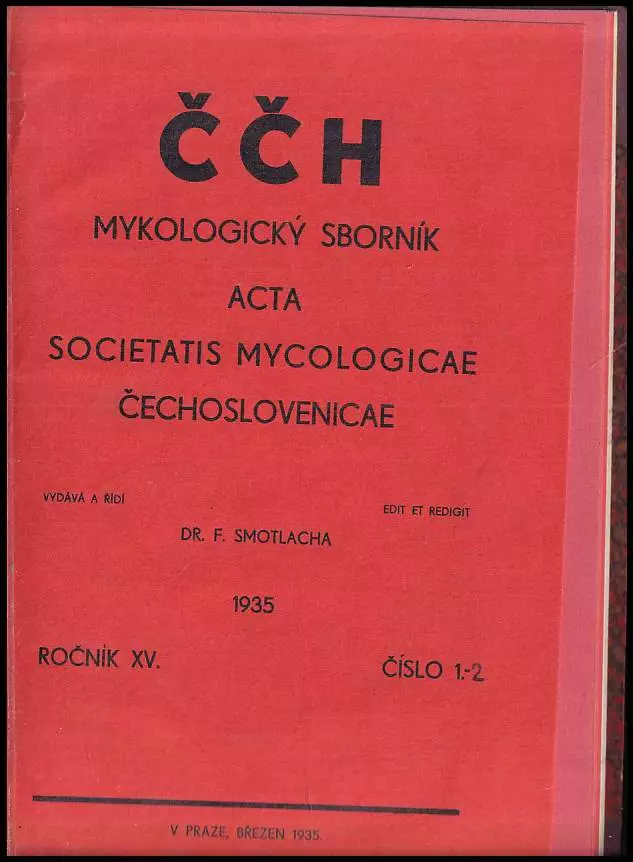 ČČH
MYKOLOGICKÝ SBORNÍK
ACTA
SOCIETATIS MYCOLOGICAE
ČECHOSLOVENICAE
VYDÁVÁ A ŘÍDÍ
EDIT ET REDIGIT
DR. F. SMOTLACHA
1935
ROČNÍK XV.
ČÍSLO 1.-2
V PRAZE, BŘEZEN 1935.